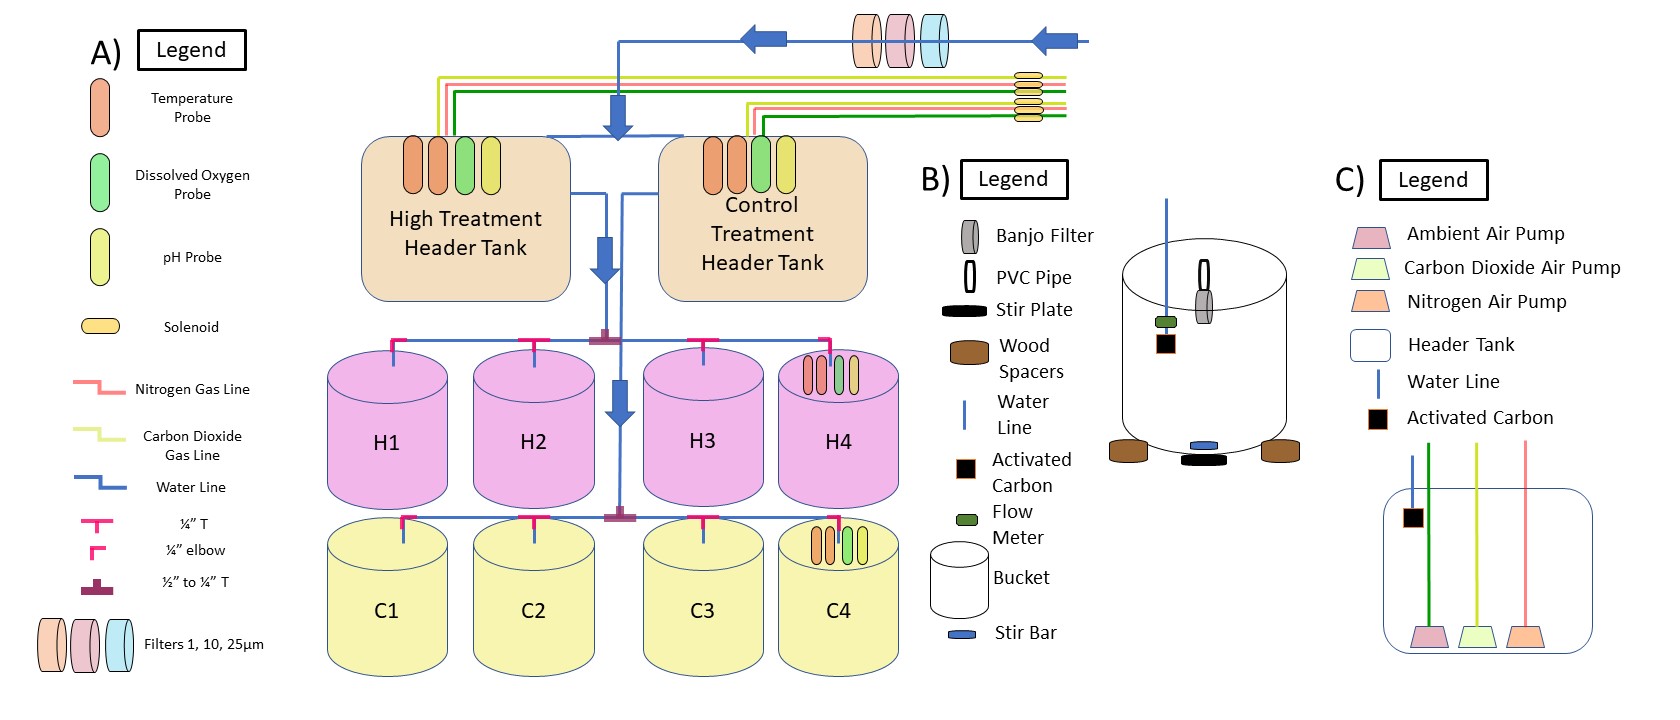 A) Legend
Temperature
Probe
Dissolved Oxygen
Probe
pH Probe
Solenoid
Nitrogen Gas Line
Carbon Dioxide
Gas Line
Water Line
¼” T
¼” elbow
½” to ¼” T
Filters 1, 10, 25µm
High Treatment
Header Tank
Control
Treatment
Header Tank
H1
H2
H3
H4
C1
C2
C3
C4
B) Legend
Banjo Filter
PVC Pipe
Stir Plate
Wood
Spacers
Water
Line
Activated
Carbon
Flow
Meter
Bucket
Stir Bar
C) Legend
Ambient Air Pump
Carbon Dioxide Air Pump
Nitrogen Air Pump
Header Tank
Water Line
Activated Carbon